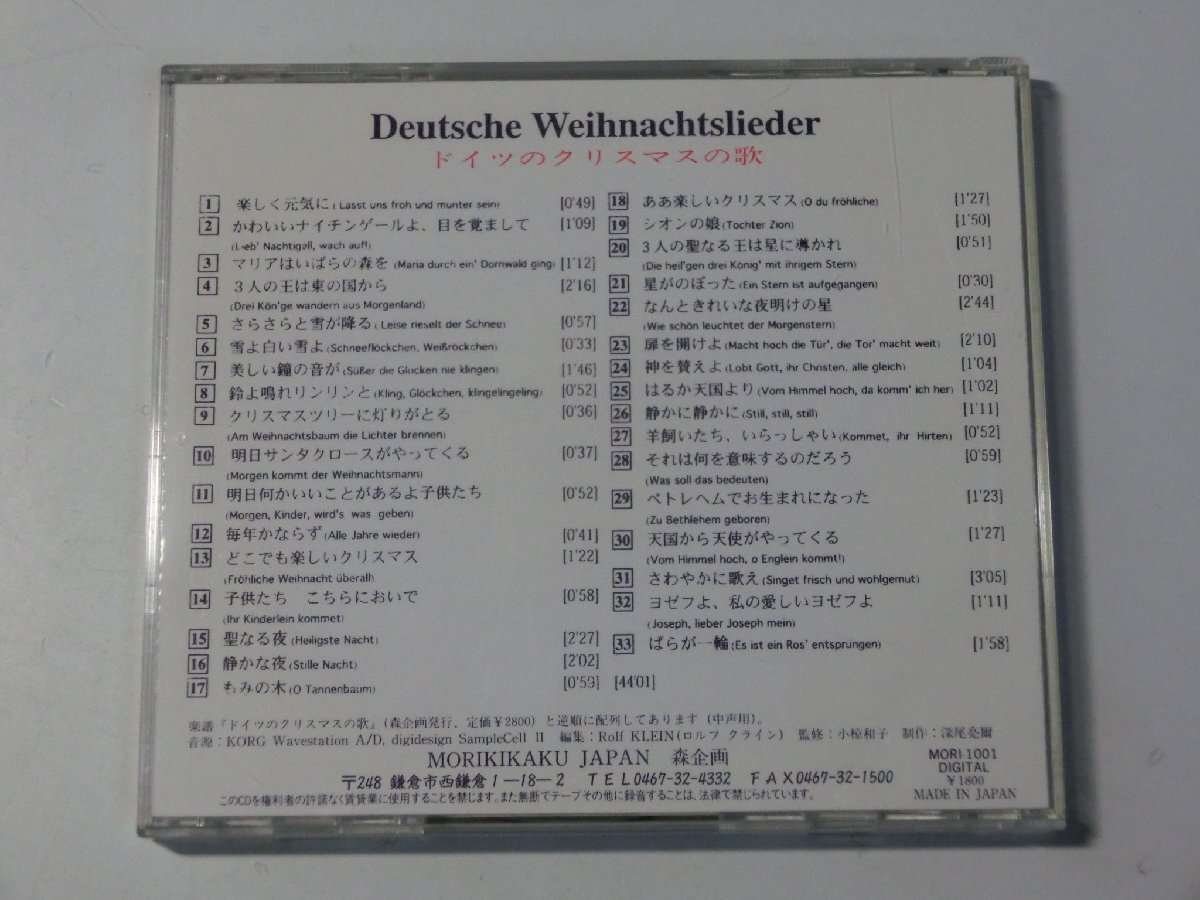 Deutsche Weihnachtslieder
ドイツのクリスマスの歌
1 楽しく元気に (Lasst uns froh und munter sein) [0'49]
2 かわいいナイチンゲールよ、目を覚まして [1'09]
(Lieb' Nachtigall, wach auf!)
3 マリアはいばらの森を (Maria durch ein' Dornwald ging) [1'12]
4 3人の王は東の国から [2'16]
(Drei Kön'ge wandern aus Morgenland)
5 さらさらと雪が降る (Leise rieselt der Schnee) [0'57]
6 雪よ白い雪よ (Schneeflöckchen, Weißröckchen) [0'33]
7 美しい鐘の音が (Süßer die Glocken nie klingen) [1'46]
8 鈴よ鳴れリンリンと (Kling, Glöckchen, klingelingeling) [0'52]
9 クリスマスツリーに灯りがとる [0'36]
(Am Weihnachtsbaum die Lichter brennen)
10 明日サンタクロースがやってくる [0'37]
(Morgen kommt der Weihnachtsmann)
11 明日何かいいことがあるよ子供たち [0'52]
(Morgen, Kinder, wird's was geben)
12 毎年かならず (Alle Jahre wieder) [0'41]
13 どこでも楽しいクリスマス [1'22]
(Fröhliche Weihnacht überall)
14 子供たち こちらにおいで [0'58]
(Ihr Kinderlein kommet)
15 聖なる夜 (Heiligste Nacht) [2'27]
16 静かな夜 (Stille Nacht) [2'02]
17 もみの木 (O Tannenbaum) [0'59]
18 ああ楽しいクリスマス (O du fröhliche) [1'27]
19 シオンの娘 (Tochter Zion) [1'50]
20 3人の聖なる王は星に導かれ [0'51]
(Die heil'gen drei König' mit ihrigem Stern)
21 星がのぼった (Ein Stern ist aufgegangen) [0'30]
22 なんときれいな夜明けの星 [2'44]
(Wie schön leuchtet der Morgenstern)
23 扉を開けよ (Macht hoch die Tür', die Tor' macht weit) [2'10]
24 神を賛えよ (Lobt Gott, ihr Christen, alle gleich) [1'04]
25 はるか天国より (Vom Himmel hoch, da komm' ich her) [1'02]
26 静かに静かに (Still, still, still) [1'11]
27 羊飼いたち、いらっしゃい (Kommet, ihr Hirten) [0'52]
28 それは何を意味するのだろう [0'59]
(Was soll das bedeuten)
29 ベトレヘムでお生まれになった [1'23]
(Zu Bethlehem geboren)
30 天国から天使がやってくる [1'27]
(Vom Himmel hoch, o Englein kommt!)
31 さわやかに歌え (Singet frisch und wohlgemut) [3'05]
32 ヨゼフよ、私の愛しいヨゼフよ [1'11]
(Joseph, lieber Joseph mein)
33 ばらが一輪 (Es ist ein Ros' entsprungen) [1'58]
[44'01]
楽譜『ドイツのクリスマスの歌』(森企画発行、定価¥2800) と逆順に配列してあります (中声用)。
音源：KORG Wavestation A/D, digidesign SampleCell II 編集：Rolf KLEIN (ロルフ クライン) 監修：小椋和子 制作：深尾亮爾
MORIKIKAKU JAPAN 森企画
〒248 鎌倉市西鎌倉1-18-2 TEL0467-32-4332 FAX0467-32-1500
このCDを権利者の許諾なく賃貸業に使用することを禁じます。また無断でテープその他に録音することは、法律で禁じられています。
MORI-1001
DIGITAL
¥1800
MADE IN JAPAN